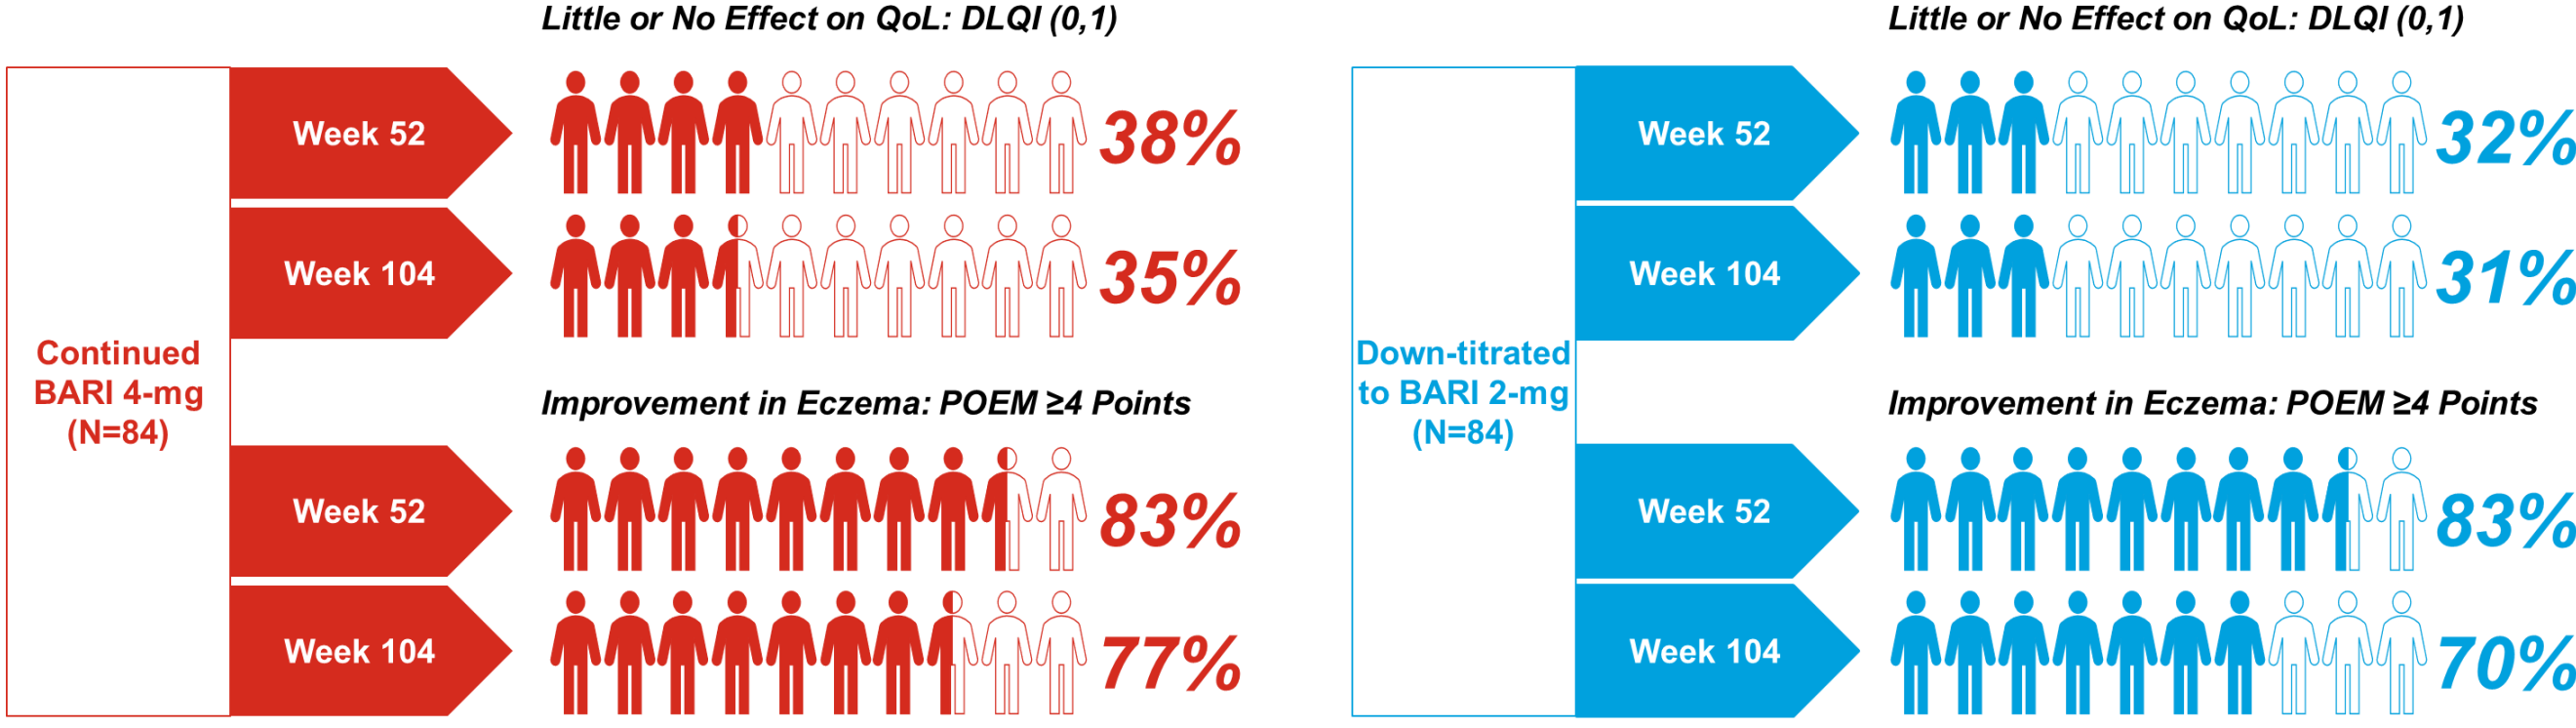 Continued
BARI 4-mg
(N=84)
Little or No Effect on QoL: DLQI (0,1)
Week 52
38%
Week 104
35%
Improvement in Eczema: POEM ≥4 Points
Week 52
83%
Week 104
77%
Down-titrated
to BARI 2-mg
(N=84)
Little or No Effect on QoL: DLQI (0,1)
Week 52
32%
Week 104
31%
Improvement in Eczema: POEM ≥4 Points
Week 52
83%
Week 104
70%